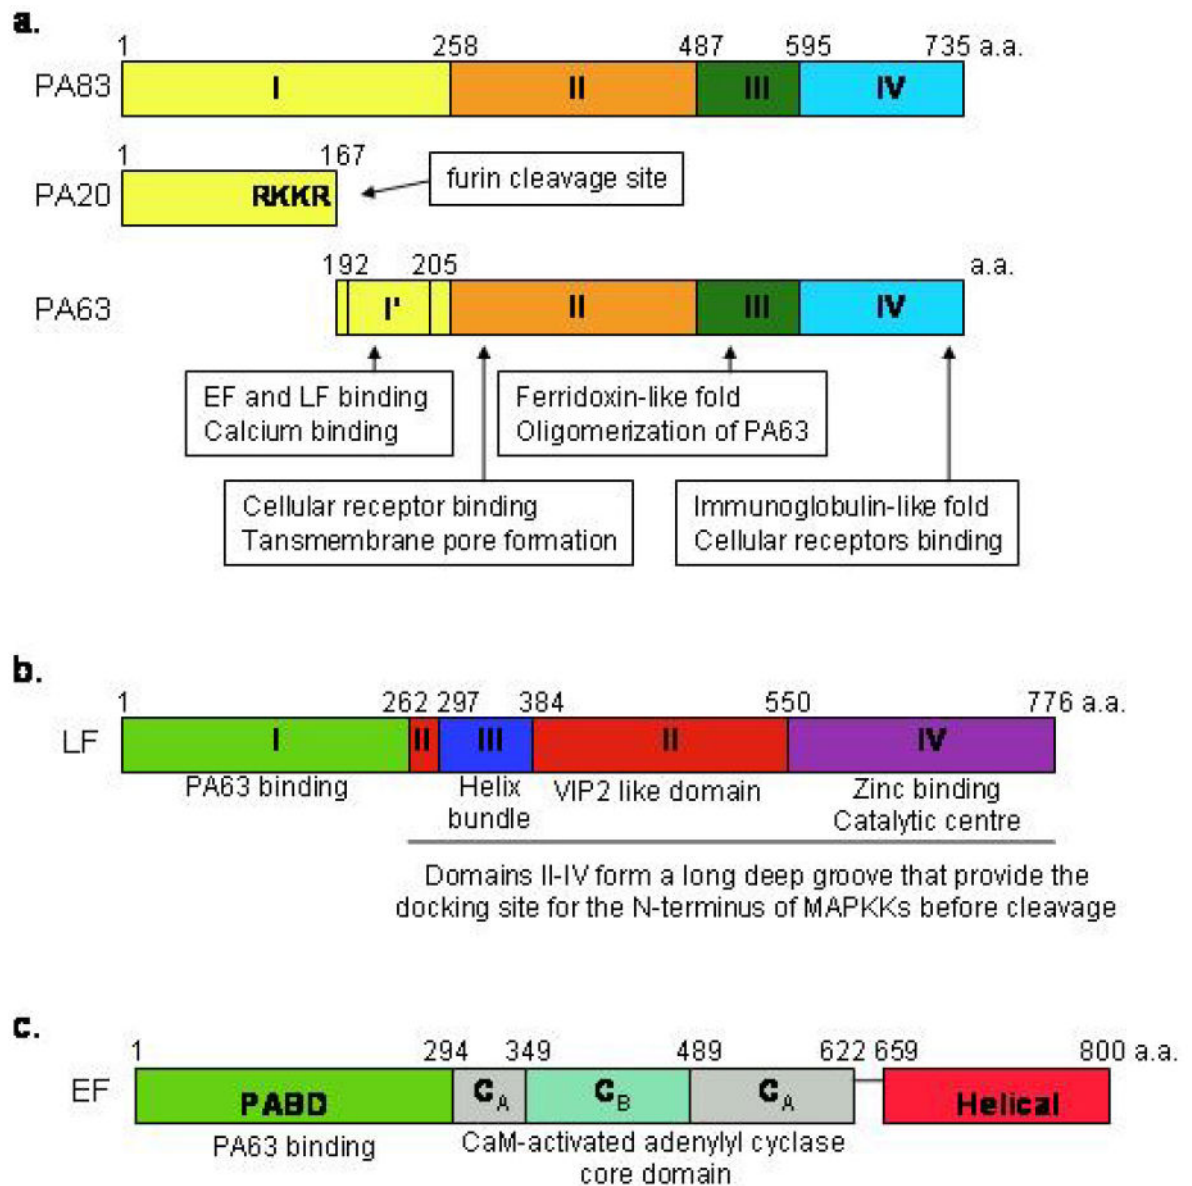 a.
1 258 487 595 735 a.a.
PA83 I II III IV
1 167
PA20 RKKR
furin cleavage site
192 205 a.a.
PA63 I' II III IV
EF and LF binding
Calcium binding
Ferridoxin-like fold
Oligomerization of PA63
Cellular receptor binding
Tansmembrane pore formation
Immunoglobulin-like fold
Cellular receptors binding
b.
1 262 297 384 550 776 a.a.
LF I II III II IV
PA63 binding
Helix
bundle
VIP2 like domain
Zinc binding
Catalytic centre
Domains II-IV form a long deep groove that provide the
docking site for the N-terminus of MAPKKs before cleavage
c.
1 294 349 489 622 659 800 a.a.
EF PABD CA CB CA Helical
PA63 binding
CaM-activated adenylyl cyclase
core domain